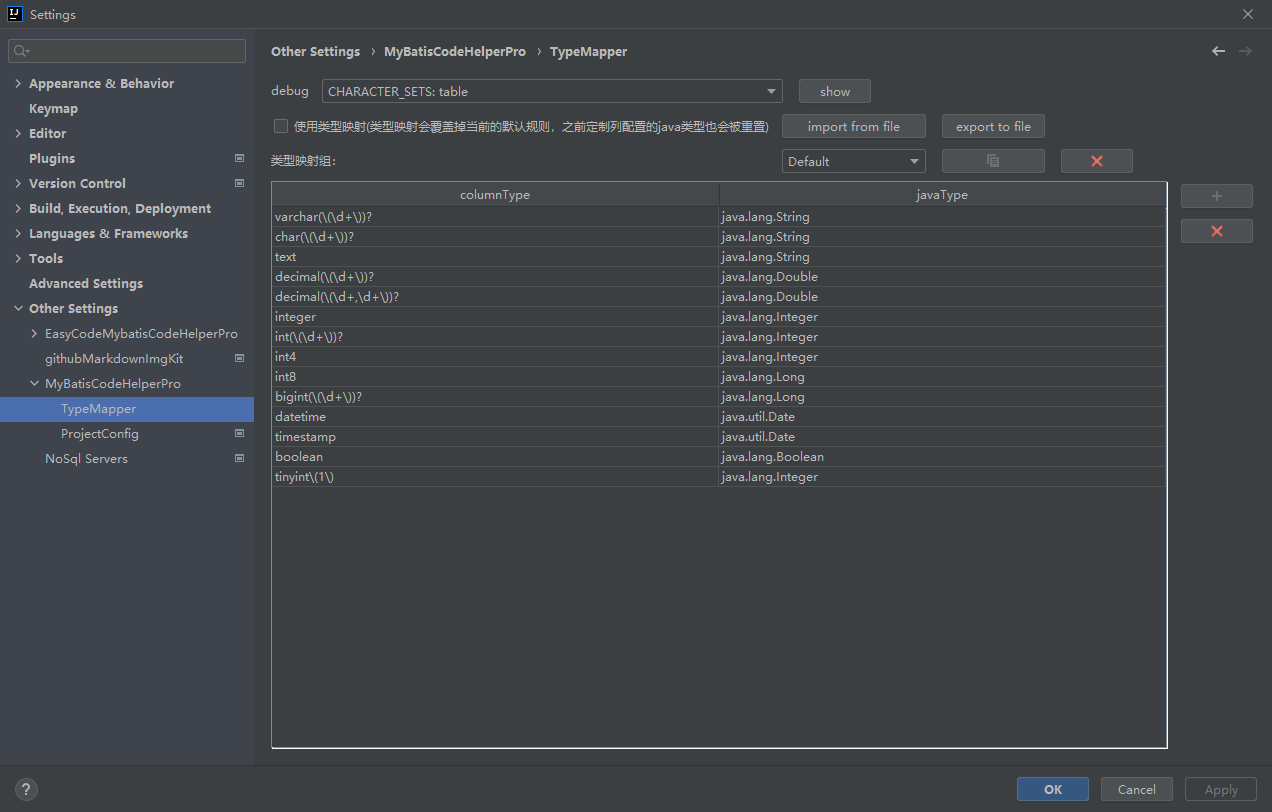 Settings
Other Settings › MyBatisCodeHelperPro › TypeMapper
Appearance & Behavior
Keymap
Editor
Plugins
Version Control
Build, Execution, Deployment
Languages & Frameworks
Tools
Advanced Settings
Other Settings
EasyCodeMybatisCodeHelperPro
githubMarkdownImgKit
MyBatisCodeHelperPro
TypeMapper
ProjectConfig
NoSql Servers
debug CHARACTER_SETS: table show
使用类型映射(类型映射会覆盖掉当前的默认规则，之前定制列配置的java类型也会被重置) import from file export to file
类型映射组： Default
columnType javaType
varchar(\(\d+\))? java.lang.String
char(\(\d+\))? java.lang.String
text java.lang.String
decimal(\(\d+\))? java.lang.Double
decimal(\(\d+,\d+\))? java.lang.Double
integer java.lang.Integer
int(\(\d+\))? java.lang.Integer
int4 java.lang.Integer
int8 java.lang.Long
bigint(\(\d+\))? java.lang.Long
datetime java.util.Date
timestamp java.util.Date
boolean java.lang.Boolean
tinyint\(1\) java.lang.Integer
? OK Cancel Apply